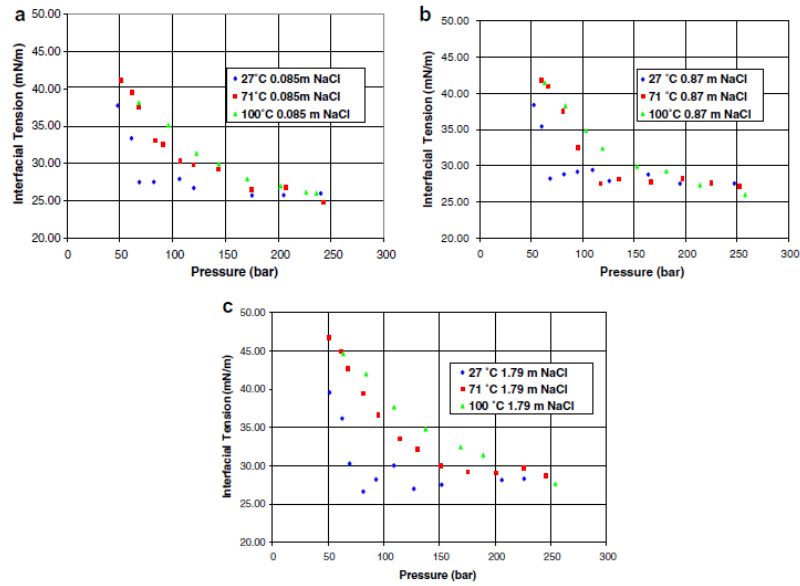 a
50.00
45.00
40.00
35.00
30.00
25.00
20.00
Interfacial Tension (mN/m)
27˚C 0.085m NaCl
71˚C 0.085m NaCl
100˚C 0.085 m NaCl
0 50 100 150 200 250 300
Pressure (bar)
b
50.00
45.00
40.00
35.00
30.00
25.00
20.00
Interfacial Tension (mN/m)
27 ˚C 0.87 m NaCl
71 ˚C 0.87 m NaCl
100 ˚C 0.87 m NaCl
0 50 100 150 200 250 300
Pressure (bar)
c
50.00
45.00
40.00
35.00
30.00
25.00
20.00
Interfacial Tension (mN/m)
27 ˚C 1.79 m NaCl
71 ˚C 1.79 m NaCl
100 ˚C 1.79 m NaCl
0 50 100 150 200 250 300
Pressure (bar)